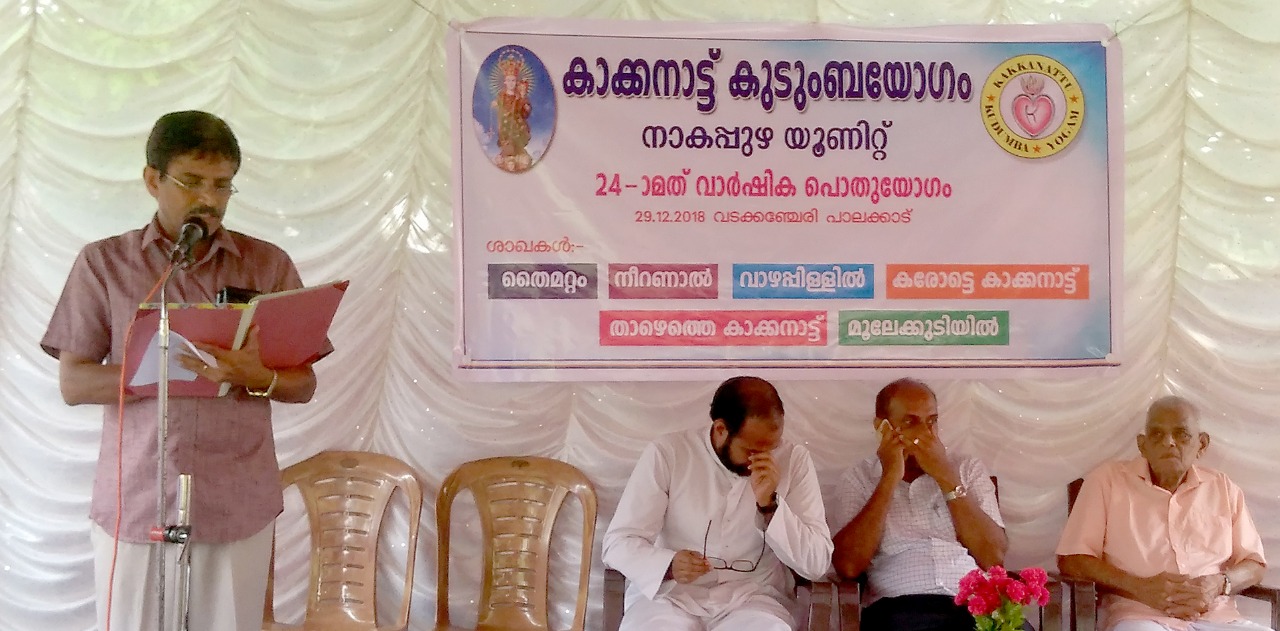 കാക്കനാട്ട് കുടുംബയോഗം
KAKKANATTU
KUDUMBA ★ YOGAM
നാകപ്പുഴ യൂണിറ്റ്
24-ാമത് വാർഷിക പൊതുയോഗം
29.12.2018 വടക്കഞ്ചേരി പാലക്കാട്
ശാഖകൾ:-
തൈമറ്റം നീറണാൽ വാഴപ്പിള്ളിൽ കരോട്ടെ കാക്കനാട്ട്
താഴെത്തെ കാക്കനാട്ട് മൂലേക്കുടിയിൽ